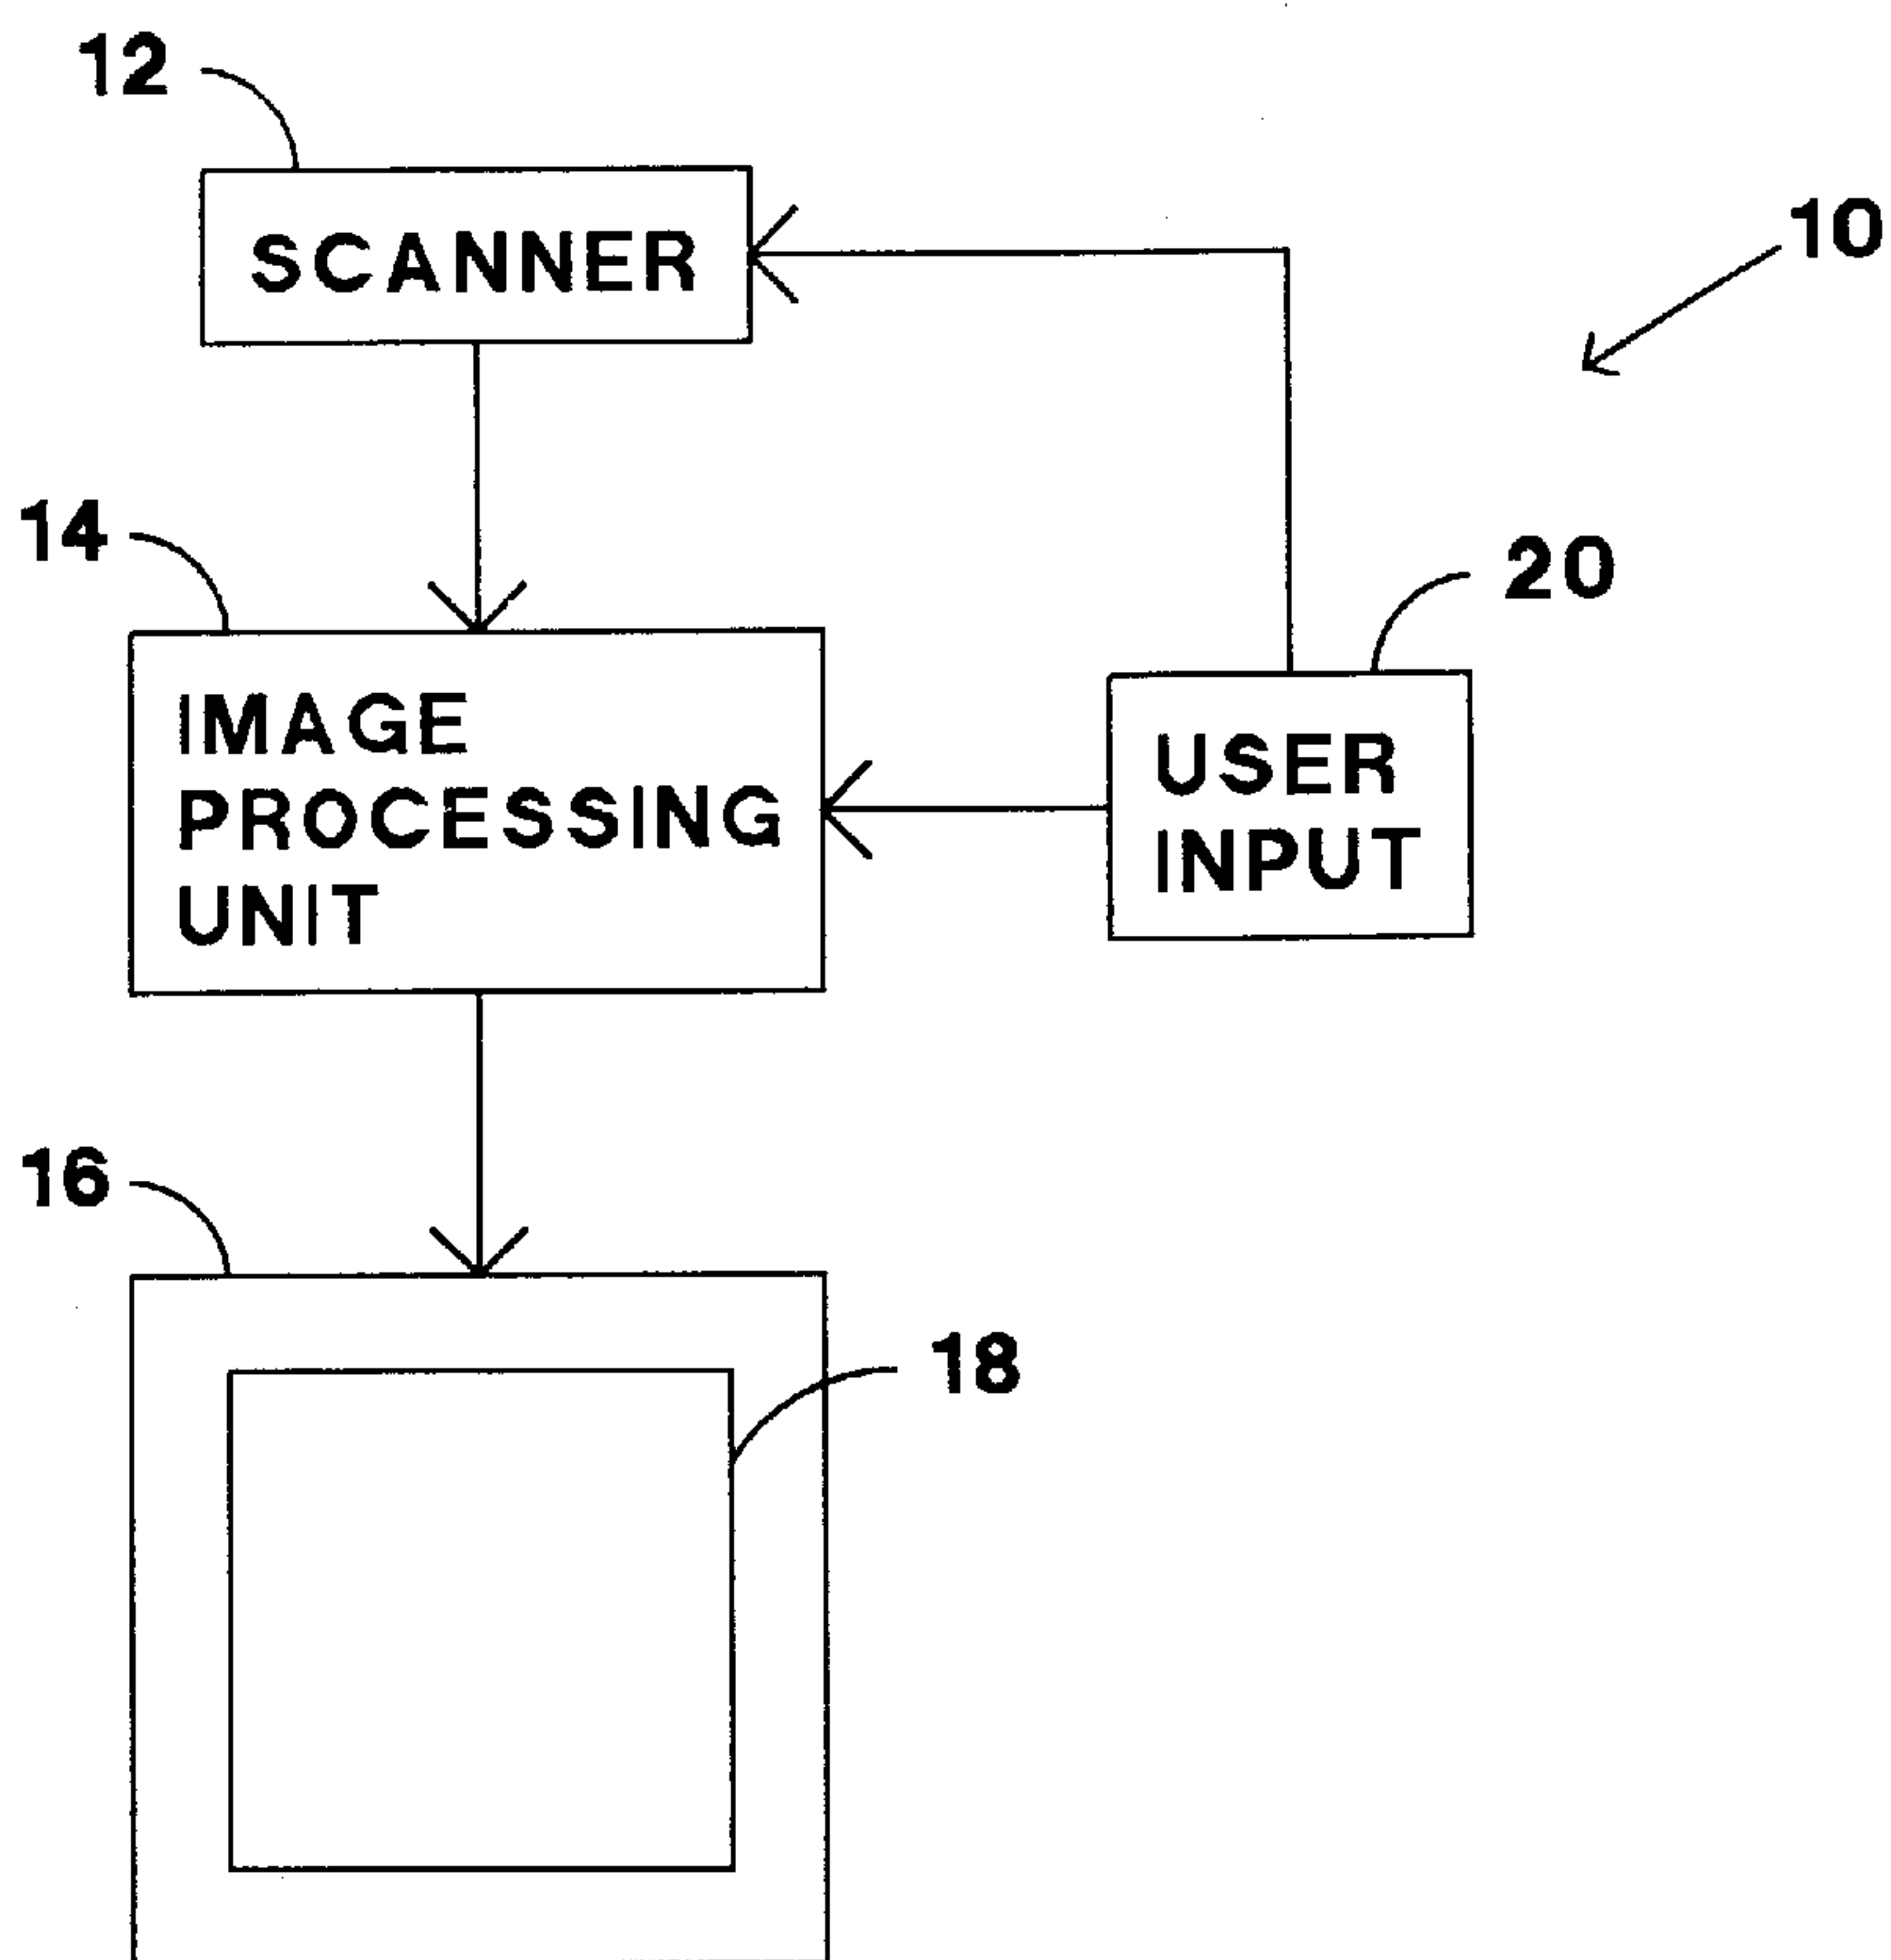 12
SCANNER
10
14
20
IMAGE
PROCESSING
UNIT
USER
INPUT
16
18